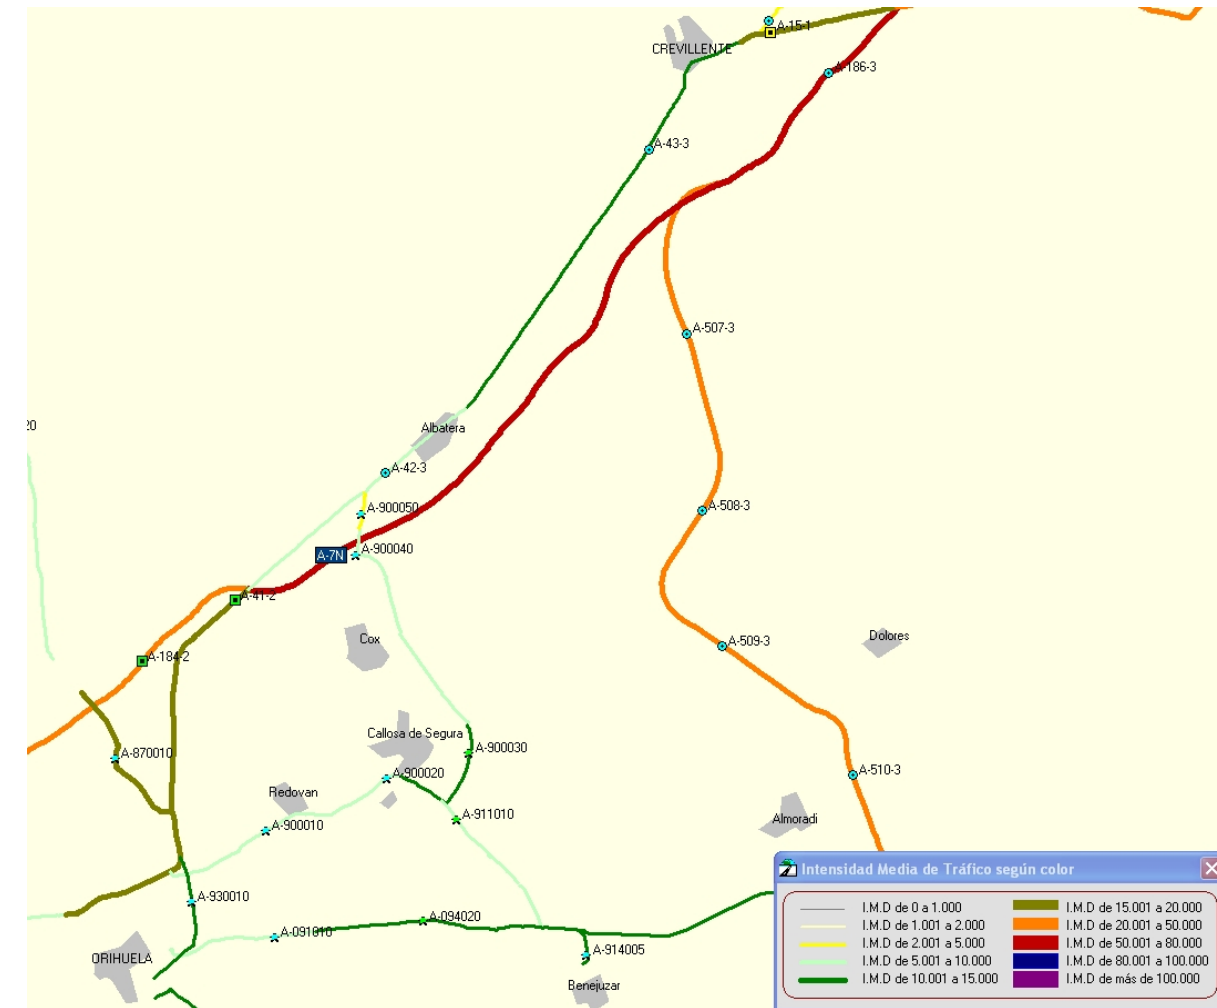 A-15-1
CREVILLENTE
A-186-3
A-43-3
A-507-3
20
Albatera
A-42-3
A-900050
A-508-3
A-7N
A-900040
A-41-2
Cox
A-509-3
Dolores
A-184-2
Callosa de Segura
A-870010
A-900030
A-900020
A-510-3
Redovan
A-900010
A-911010
Almoradi
Intensidad Media de Tráfico según color
I.M.D de 0 a 1.000
I.M.D de 1.001 a 2.000
I.M.D de 2.001 a 5.000
I.M.D de 5.001 a 10.000
I.M.D de 10.001 a 15.000
I.M.D de 15.001 a 20.000
I.M.D de 20.001 a 50.000
I.M.D de 50.001 a 80.000
I.M.D de 80.001 a 100.000
I.M.D de más de 100.000
A-930010
A-094020
A-091010
A-914005
ORIHUELA
Benejuzar